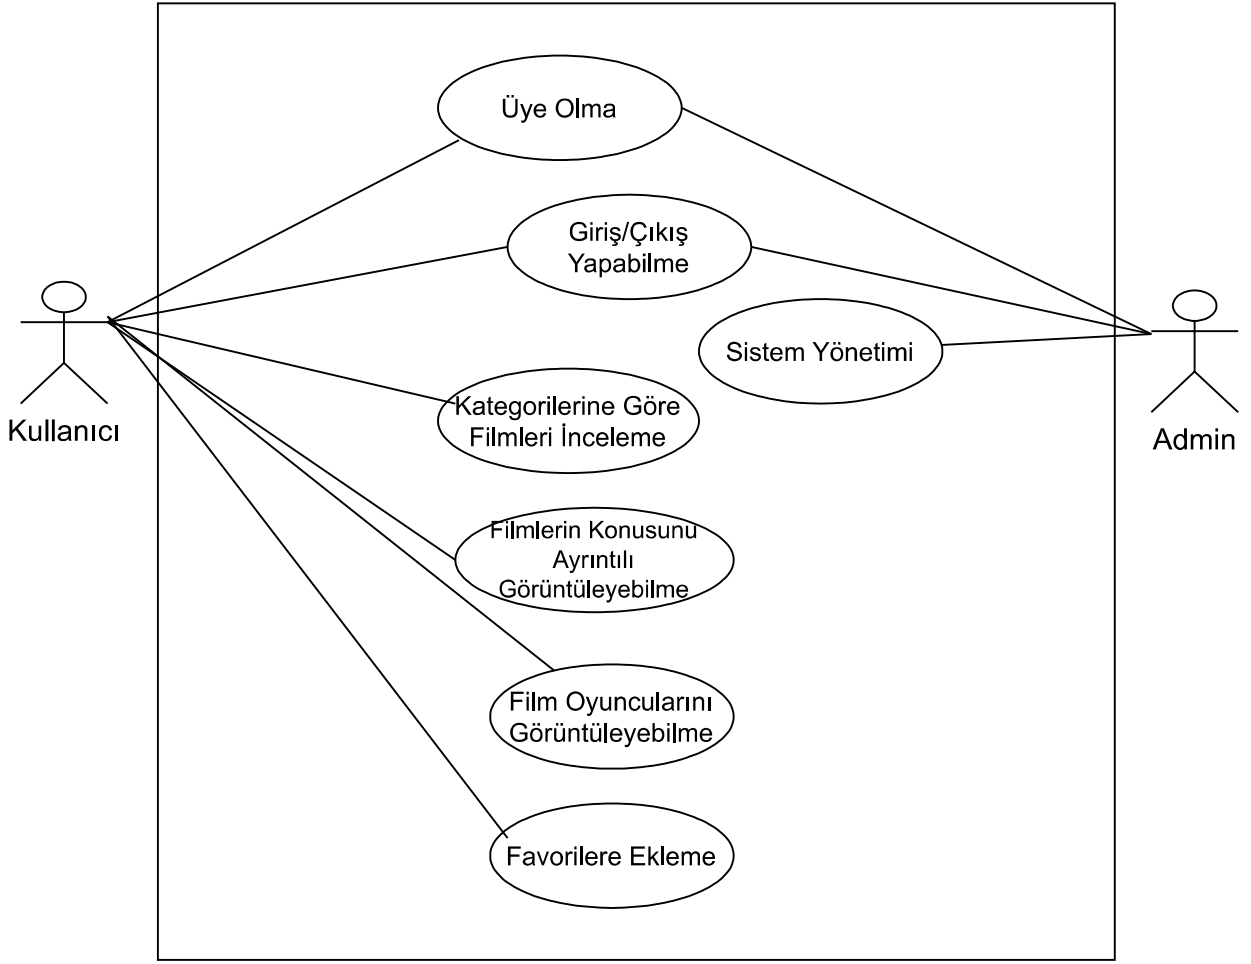 Üye Olma
Giriş/Çıkış
Yapabilme
Sistem Yönetimi
Kategorilerine Göre
Filmleri İnceleme
Kullanıcı
Admin
Filmlerin Konusunu
Ayrıntılı
Görüntüleyebilme
Film Oyuncularını
Görüntüleyebilme
Favorilere Ekleme